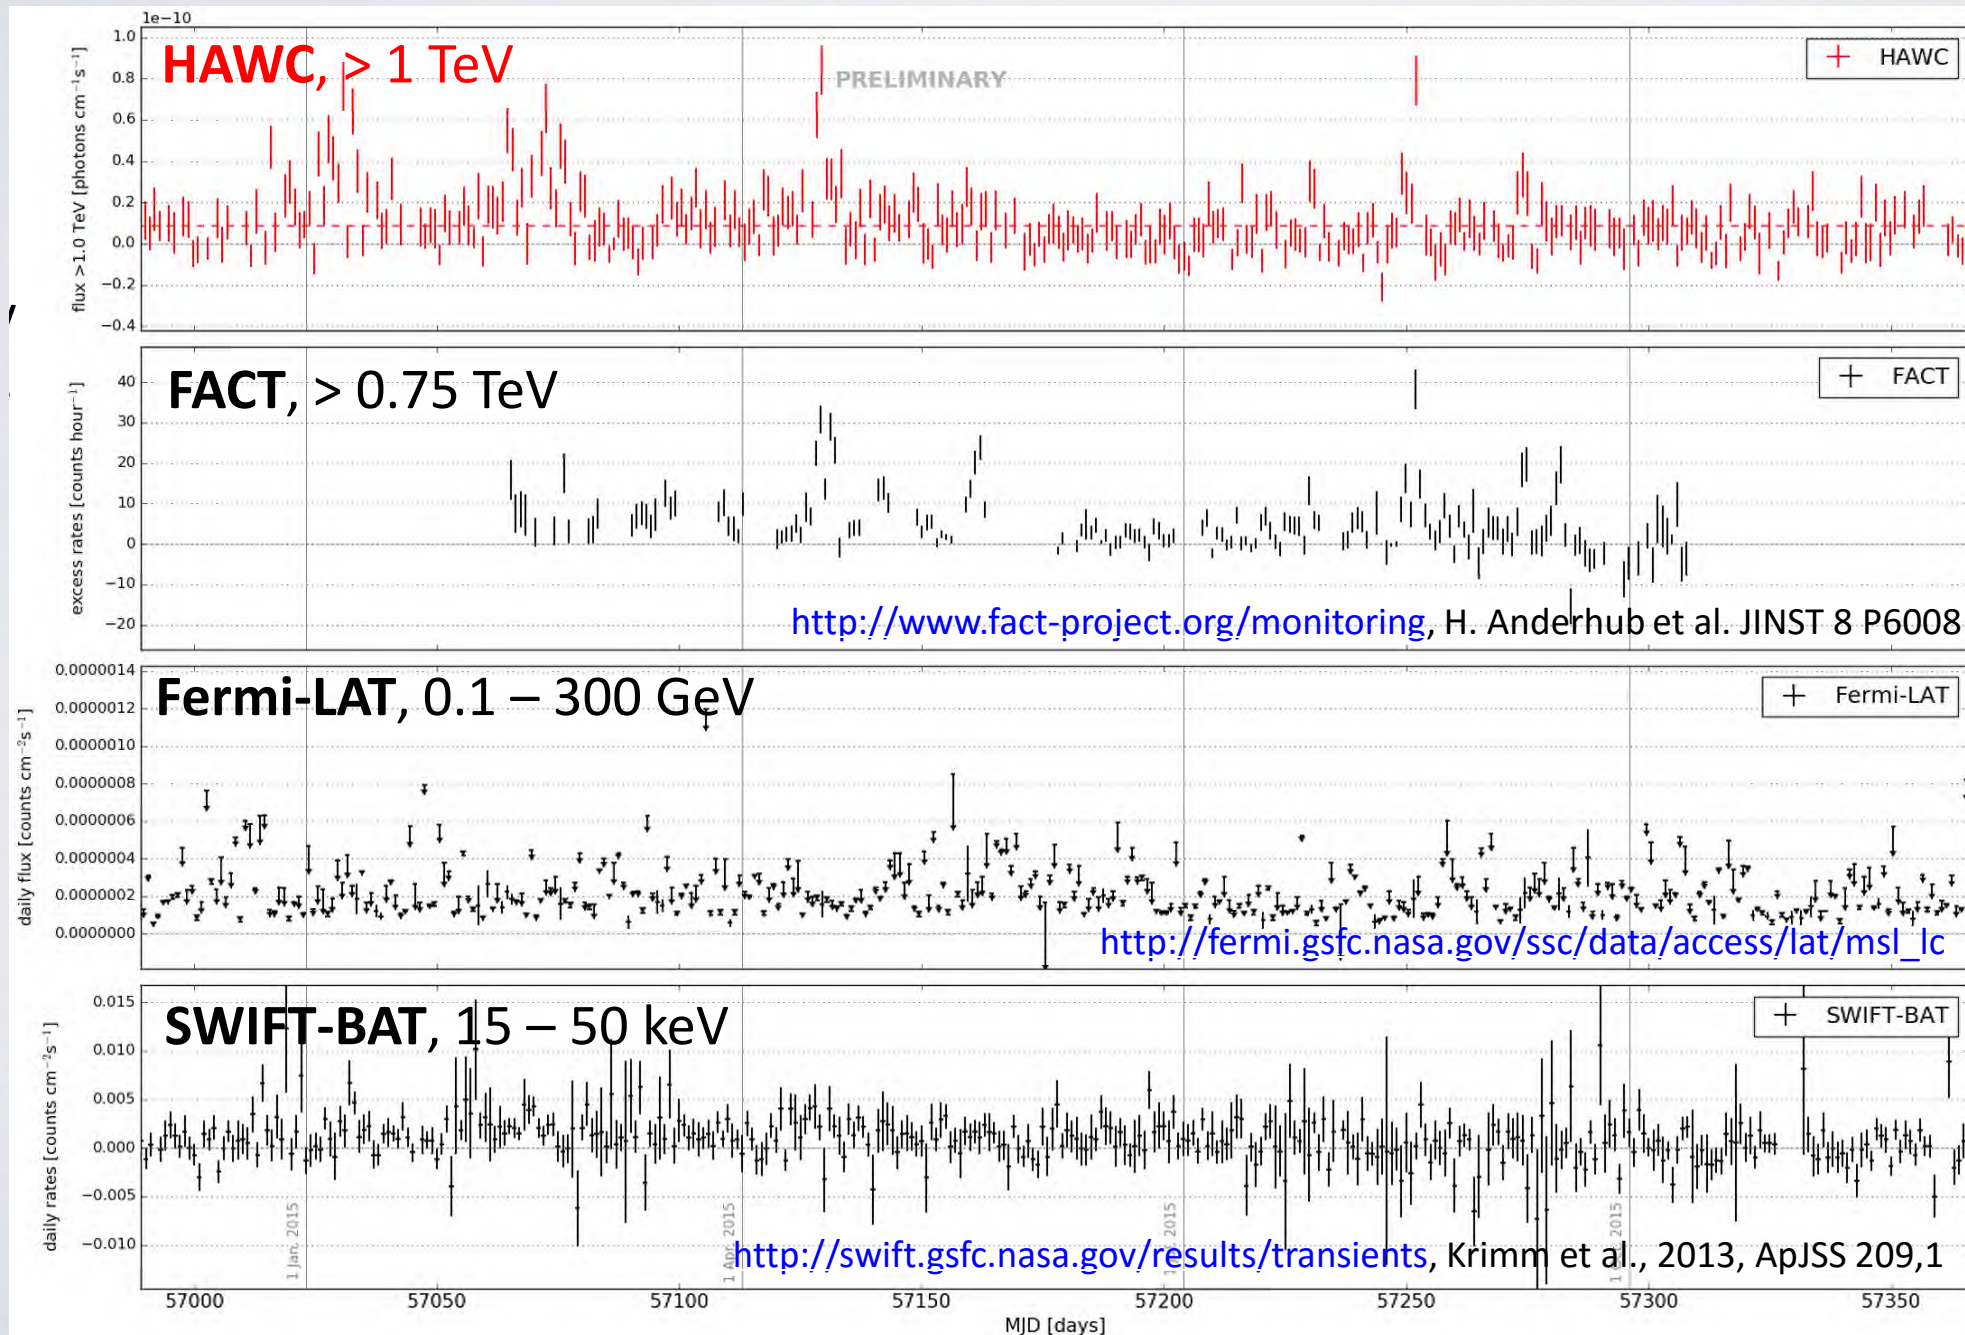 1e−10
HAWC, > 1 TeV
PRELIMINARY
HAWC
flux >1.0 TeV [photons cm⁻¹s⁻¹]
1.0
0.8
0.6
0.4
0.2
0.0
−0.2
−0.4
FACT, > 0.75 TeV
FACT
excess rates [counts hour⁻¹]
40
30
20
10
0
−10
−20
http://www.fact-project.org/monitoring, H. Anderhub et al. JINST 8 P6008
Fermi-LAT, 0.1 – 300 GeV
Fermi-LAT
daily flux [counts cm⁻²s⁻¹]
0.0000014
0.0000012
0.0000010
0.0000008
0.0000006
0.0000004
0.0000002
0.0000000
http://fermi.gsfc.nasa.gov/ssc/data/access/lat/msl_lc
SWIFT-BAT, 15 – 50 keV
SWIFT-BAT
daily rates [counts cm⁻²s⁻¹]
0.015
0.010
0.005
0.000
−0.005
−0.010
1 Jan. 2015
1 Apr. 2015
2015
2015
http://swift.gsfc.nasa.gov/results/transients, Krimm et al., 2013, ApJSS 209,1
57000 57050 57100 57150 57200 57250 57300 57350
MJD [days]